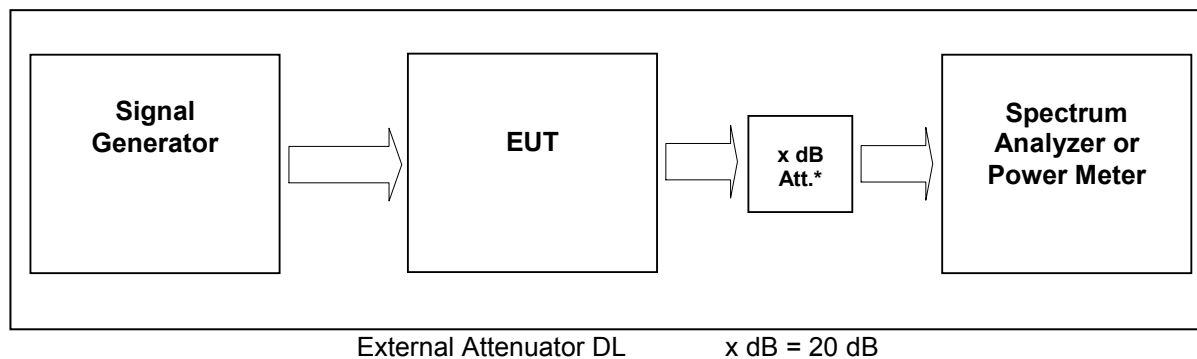 Signal
Generator
EUT
x dB
Att.*
Spectrum
Analyzer or
Power Meter
External Attenuator DL x dB = 20 dB